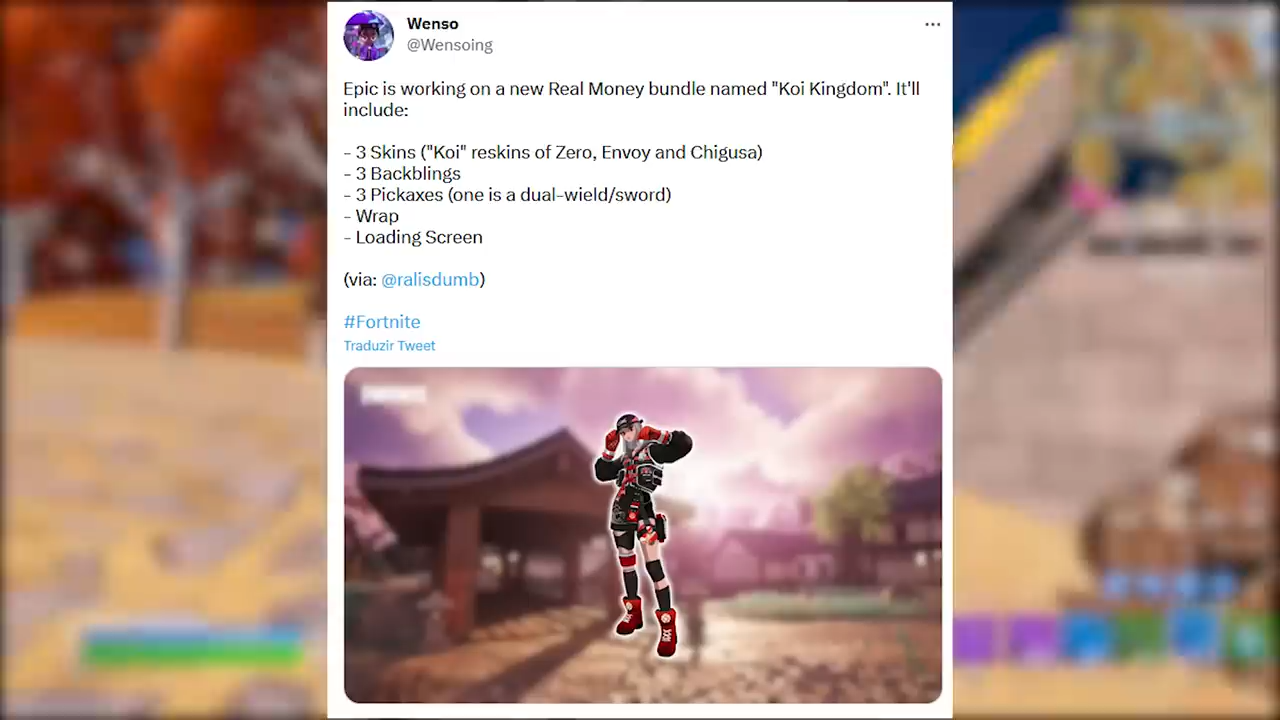 Wenso
@Wensoing
Epic is working on a new Real Money bundle named "Koi Kingdom". It'll
include:
- 3 Skins ("Koi" reskins of Zero, Envoy and Chigusa)
- 3 Backblings
- 3 Pickaxes (one is a dual-wield/sword)
- Wrap
- Loading Screen
(via: @ralisdumb)
#Fortnite
Traduzir Tweet